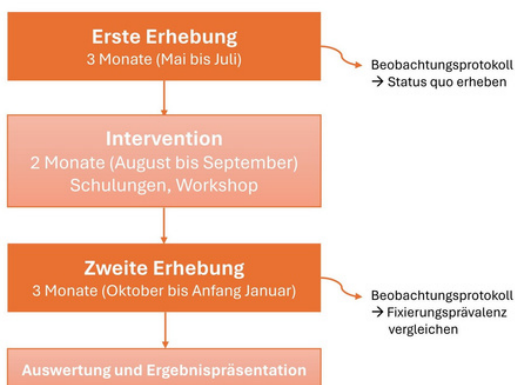 Erste Erhebung
3 Monate (Mai bis Juli)
Beobachtungsprotokoll
→ Status quo erheben
Intervention
2 Monate (August bis September)
Schulungen, Workshop
Zweite Erhebung
3 Monate (Oktober bis Anfang Januar)
Beobachtungsprotokoll
→ Fixierungsprävalenz
vergleichen
Auswertung und Ergebnispräsentation